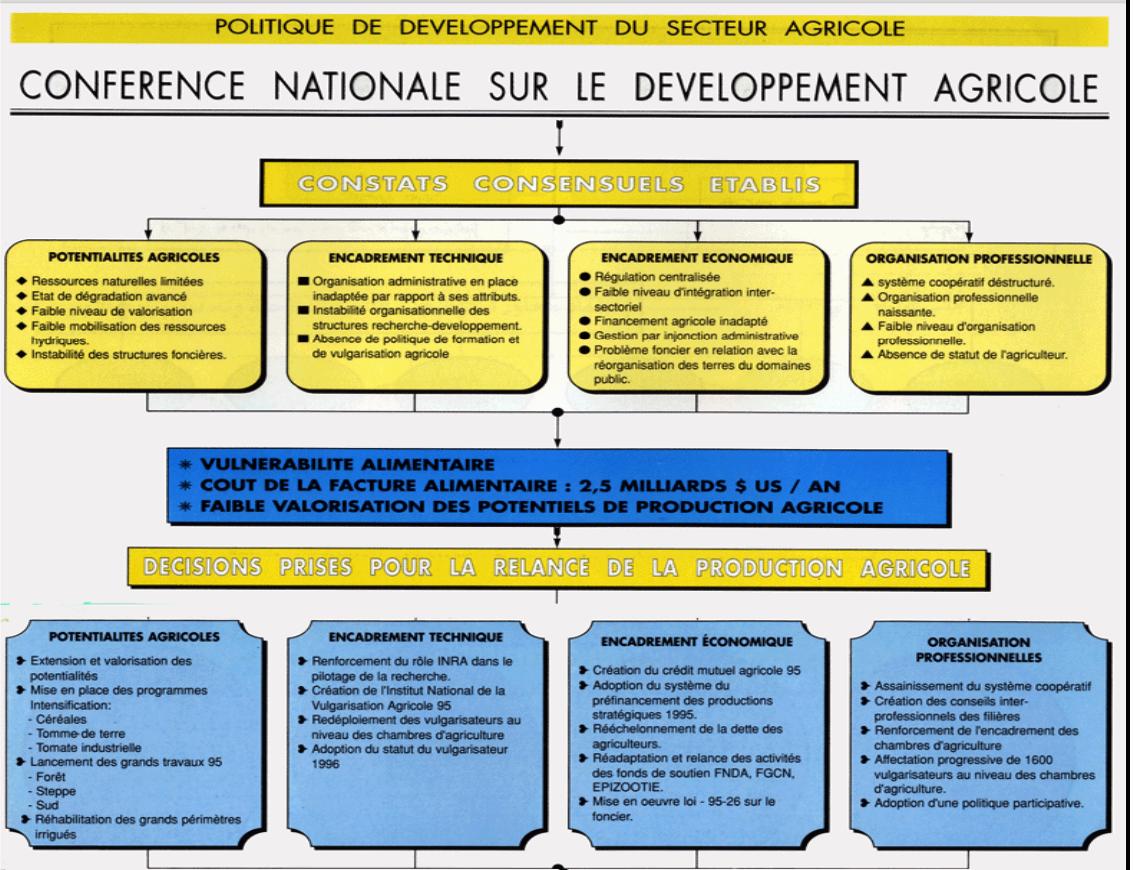 POLITIQUE DE DEVELOPPEMENT DU SECTEUR AGRICOLE
CONFERENCE NATIONALE SUR LE DEVELOPPEMENT AGRICOLE
CONSTATS CONSENSUELS ETABLIS
POTENTIALITES AGRICOLES
◆ Ressources naturelles limitées
◆ Etat de dégradation avancé
◆ Faible niveau de valorisation
◆ Faible mobilisation des ressources
hydriques.
◆ Instabilité des structures foncières.
ENCADREMENT TECHNIQUE
■ Organisation administrative en place
inadaptée par rapport à ses attributs.
■ Instabilité organisationnelle des
structures recherche-developpement.
■ Absence de politique de formation et
de vulgarisation agricole
ENCADREMENT ECONOMIQUE
● Régulation centralisée
● Faible niveau d'intégration inter-
sectoriel
● Financement agricole inadapté
● Gestion par injonction administrative
● Problème foncier en relation avec la
réorganisation des terres du domaines
public.
ORGANISATION PROFESSIONNELLE
▲ système coopératif déstructuré.
▲ Organisation professionnelle
naissante.
▲ Faible niveau d'organisation
professionnelle.
▲ Absence de statut de l'agriculteur.
✳ VULNERABILITE ALIMENTAIRE
✳ COUT DE LA FACTURE ALIMENTAIRE : 2,5 MILLIARDS $ US / AN
✳ FAIBLE VALORISATION DES POTENTIELS DE PRODUCTION AGRICOLE
DECISIONS PRISES POUR LA RELANCE DE LA PRODUCTION AGRICOLE
POTENTIALITES AGRICOLES
❥ Extension et valorisation des
potentialités
❥ Mise en place des programmes
Intensification:
- Céréales
- Tomme de terre
- Tomate industrielle
❥ Lancement des grands travaux 95
- Forêt
- Steppe
- Sud
❥ Réhabilitation des grands périmètres
irrigués
ENCADREMENT TECHNIQUE
❥ Renforcement du rôle INRA dans le
pilotage de la recherche.
❥ Création de l'Institut National de la
Vulgarisation Agricole 95
❥ Redéploiement des vulgarisateurs au
niveau des chambres d'agriculture
❥ Adoption du statut du vulgarisateur
1996
ENCADREMENT ÉCONOMIQUE
❥ Création du crédit mutuel agricole 95
❥ Adoption du système du
préfinancement des productions
stratégiques 1995.
❥ Rééchelonnement de la dette des
agriculteurs.
❥ Réadaptation et relance des activités
des fonds de soutien FNDA, FGCN,
EPIZOOTIE.
❥ Mise en oeuvre loi - 95-26 sur le
foncier.
ORGANISATION
PROFESSIONNELLES
❥ Assainissement du système coopératif
❥ Création des conseils inter-
professionnels des filières
❥ Renforcement de l'encadrement des
chambres d'agriculture
❥ Affectation progressive de 1600
vulgarisateurs au niveau des chambres
d'agriculture.
❥ Adoption d'une politique participative.